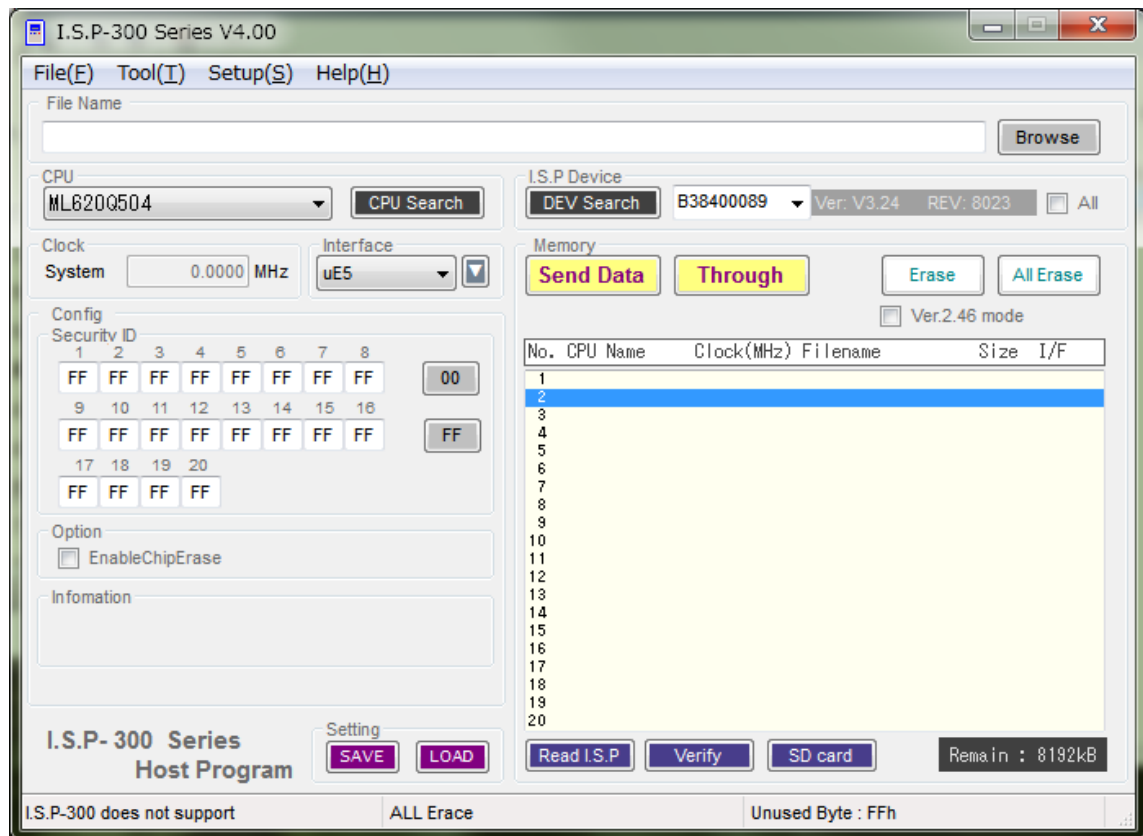 I.S.P-300 Series V4.00
File(F) Tool(T) Setup(S) Help(H)
File Name
Browse
CPU
ML620Q504
CPU Search
I.S.P Device
DEV Search
B38400089
Ver: V3.24 REV: 8023
All
Clock
System 0.0000 MHz
Interface
uE5
Memory
Send Data
Through
Erase
All Erase
Ver.2.46 mode
Config
Security ID
1 2 3 4 5 6 7 8
FF FF FF FF FF FF FF FF
00
9 10 11 12 13 14 15 16
FF FF FF FF FF FF FF FF
FF
17 18 19 20
FF FF FF FF
Option
EnableChipErase
Infomation
No. CPU Name Clock(MHz) Filename Size I/F
1
2
3
4
5
6
7
8
9
10
11
12
13
14
15
16
17
18
19
20
I.S.P- 300 Series
Host Program
Setting
SAVE
LOAD
Read I.S.P
Verify
SD card
Remain : 8192kB
I.S.P-300 does not support
ALL Erace
Unused Byte : FFh